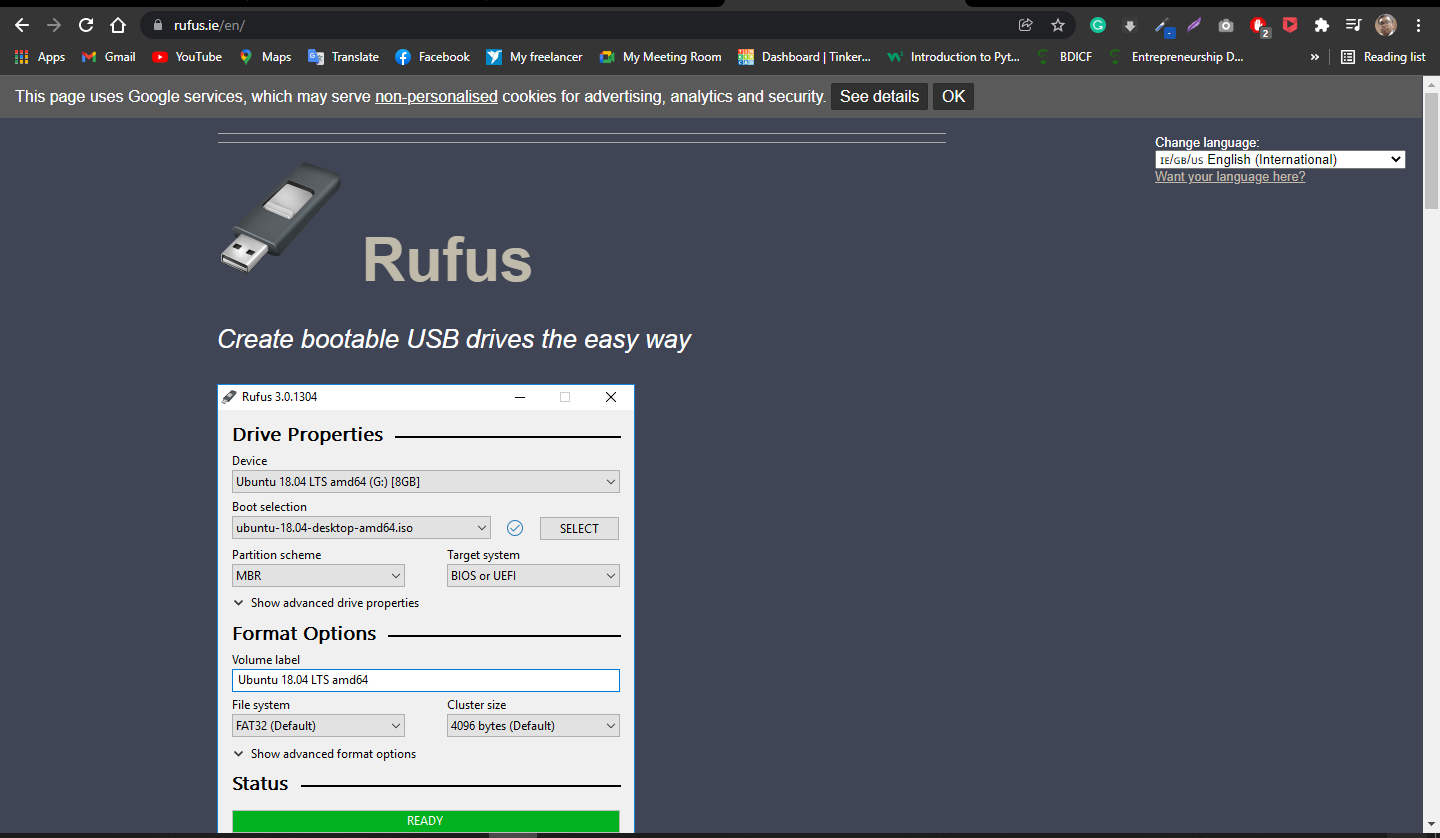 rufus.ie/en/
2
Apps Gmail YouTube Maps Translate Facebook My freelancer My Meeting Room Dashboard | Tinker... Introduction to Pyt... BDICF Entrepreneurship D... » Reading list
This page uses Google services, which may serve non-personalised cookies for advertising, analytics and security. See details OK
Change language:
IE/GB/US English (International)
Want your language here?
Rufus
Create bootable USB drives the easy way
Rufus 3.0.1304
Drive Properties
Device
Ubuntu 18.04 LTS amd64 (G:) [8GB]
Boot selection
ubuntu-18.04-desktop-amd64.iso SELECT
Partition scheme Target system
MBR BIOS or UEFI
Show advanced drive properties
Format Options
Volume label
Ubuntu 18.04 LTS amd64
File system Cluster size
FAT32 (Default) 4096 bytes (Default)
Show advanced format options
Status
READY